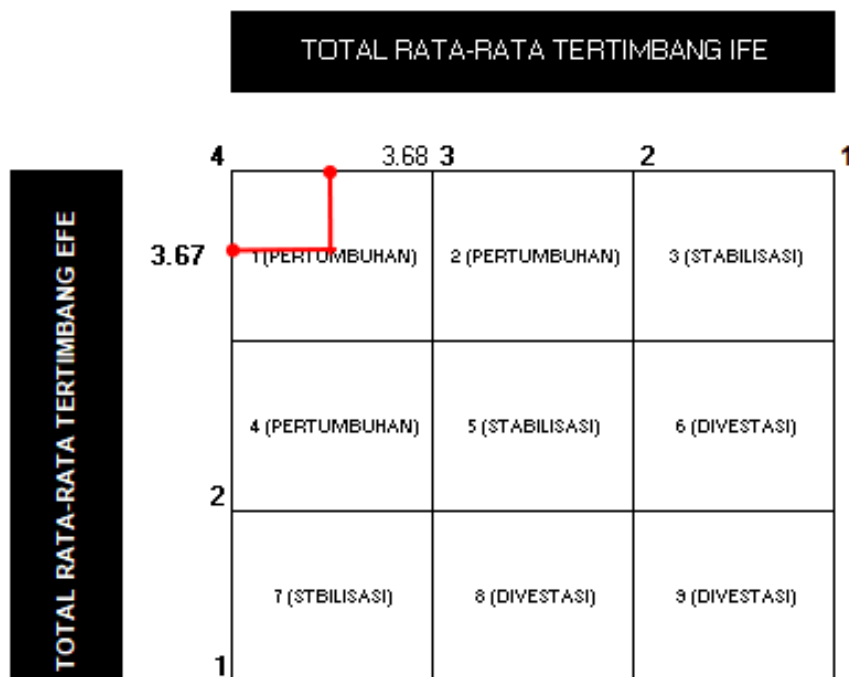 TOTAL RATA-RATA TERTIMBANG IFE
4 3.68 3 2 1
TOTAL RATA-RATA TERTIMBANG EFE
3.67
1 (PERTUMBUHAN) 2 (PERTUMBUHAN) 3 (STABILISASI)
4 (PERTUMBUHAN) 5 (STABILISASI) 6 (DIVESTASI)
2
7 (STBILISASI) 8 (DIVESTASI) 9 (DIVESTASI)
1